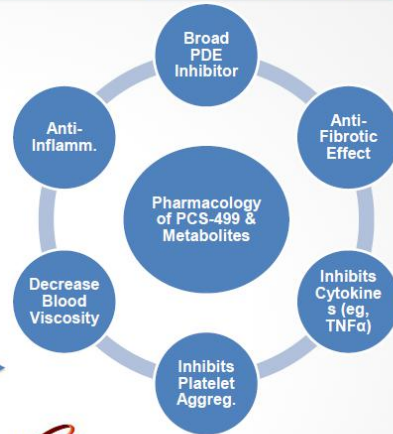 Broad
PDE
Inhibitor
Anti-
Fibrotic
Effect
Inhibits
Cytokine
s (eg,
TNFα)
Inhibits
Platelet
Aggreg.
Decrease
Blood
Viscosity
Anti-
Inflamm.
Pharmacology
of PCS-499 &
Metabolites